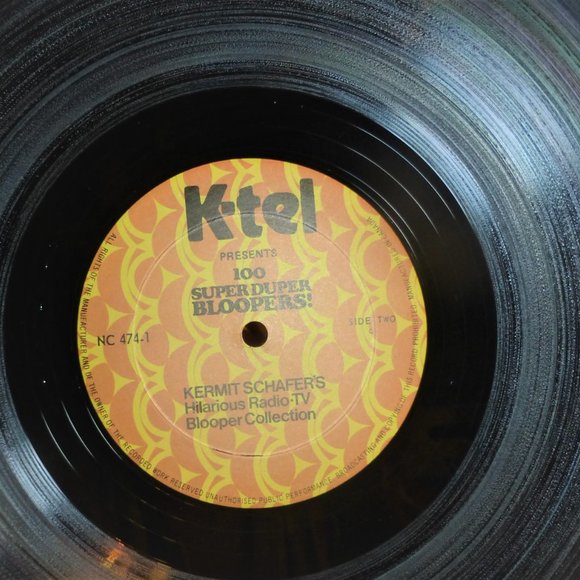 K-tel
PRESENTS
100
SUPER DUPER
BLOOPERS!
NC 474-1
SIDE TWO
KERMIT SCHAFER'S
Hilarious Radio-TV
Blooper Collection
ALL RIGHTS OF THE MANUFACTURER AND OF THE OWNER OF THE RECORDED WORK RESERVED UNAUTHORISED PUBLIC PERFORMANCE, BROADCASTING AND COPYING OF THIS RECORD PROHIBITED